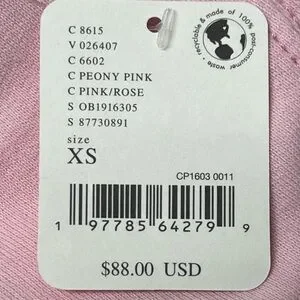 C 8615
V 026407
C 6602
C PEONY PINK
C PINK/ROSE
S OB1916305
S 87730891
size
XS
recyclable & made of 100% post-consumer waste
CP1603 0011
1 97785 64279 9
$88.00 USD